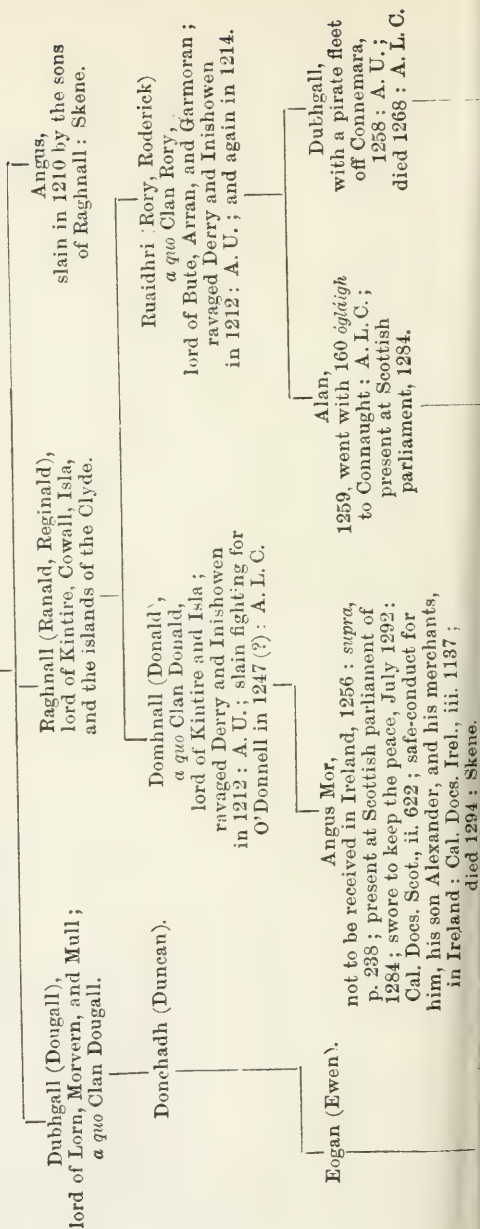 Dubhgall (Dougall),
lord of Lorn, Morvern, and Mull;
a quo Clan Dougall.
Raghnall (Ranald, Reginald),
lord of Kintire, Cowall, Isla,
and the islands of the Clyde.
Angus,
slain in 1210 by the sons
of Raghnall: Skene.
Donchadh (Duncan).
Domhnall (Donald),
a quo Clan Donald,
lord of Kintire and Isla;
ravaged Derry and Inishowen
in 1212: A. U.; slain fighting for
O'Donnell in 1247 (?): A. L. C.
Ruaidhri (Rory, Roderick)
a quo Clan Rory,
lord of Bute, Arran, and Garmoran;
ravaged Derry and Inishowen
in 1212: A. U.; and again in 1214.
Eogan (Ewen).
Angus Mor,
not to be received in Ireland, 1256: supra,
p. 238; present at Scottish parliament of
1284; swore to keep the peace, July 1292:
Cal. Docs. Scot., ii. 622; safe-conduct for
him, his son Alexander, and his merchants,
in Ireland: Cal. Docs. Irel., iii. 1137;
died 1294: Skene.
Alan,
1259, went with 160 ógláigh
to Connaught: A. L. C.;
present at Scottish
parliament, 1284.
Dubhgall,
with a pirate fleet
off Connemara,
1258: A. U.;
died 1268: A. L. C.